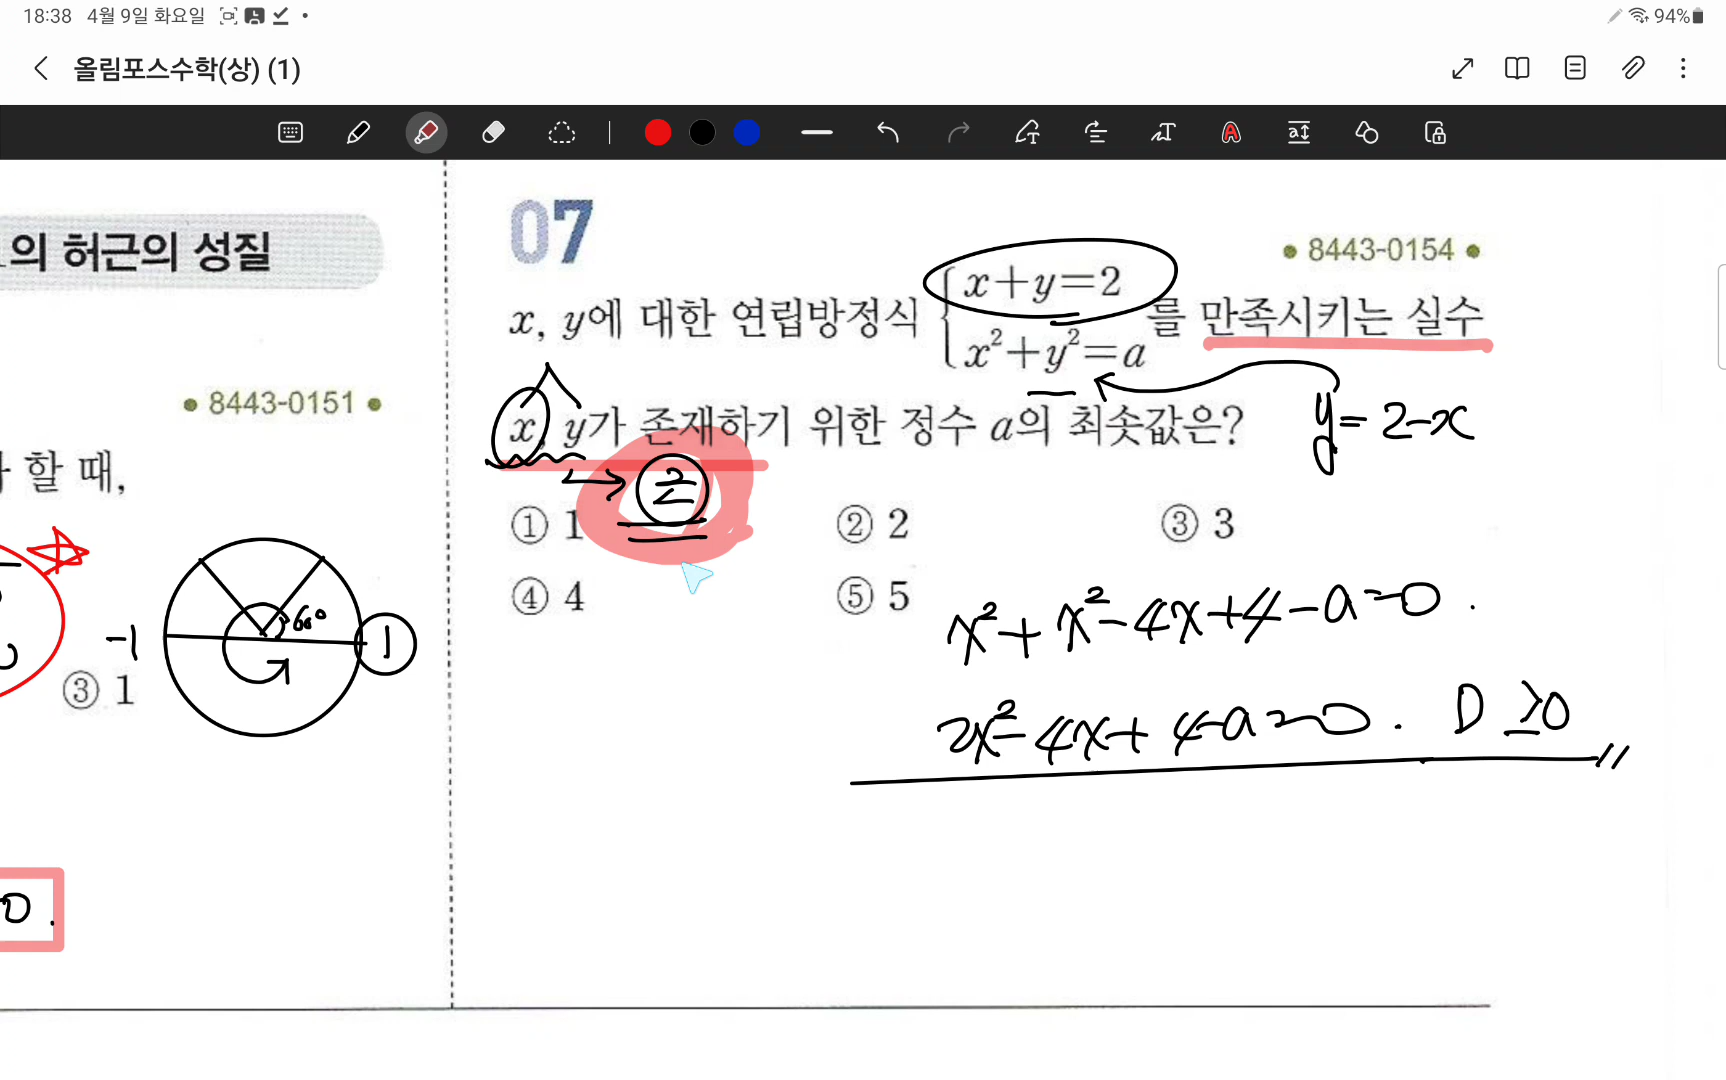 18:38 4월 9일 화요일
94%
올림포스수학(상) (1)
의 허근의 성질
• 8443-0151 •
할 때,
-1
60°
1
③ 1
0.
07
• 8443-0154 •
x, y에 대한 연립방정식 { x+y=2 x²+y²=a 를 만족시키는 실수
x, y가 존재하기 위한 정수 a의 최솟값은?
y=2-x
① 1
② 2
③ 3
④ 4
⑤ 5
x²+x²-4x+4-a=0.
2x²-4x+4-a=0. D≥0